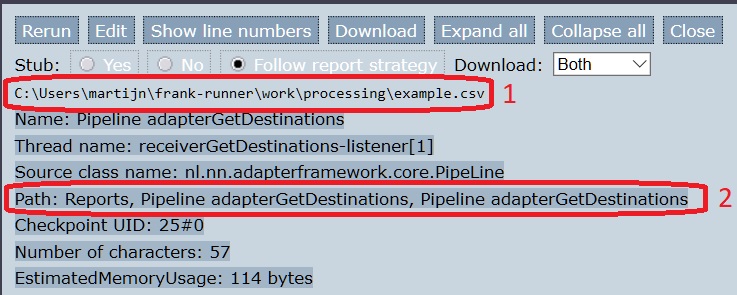 Rerun Edit Show line numbers Download Expand all Collapse all Close
Stub: Yes No Follow report strategy Download: Both
C:\Users\martijn\frank-runner\work\processing\example.csv 1
Name: Pipeline adapterGetDestinations
Thread name: receiverGetDestinations-listener[1]
Source class name: nl.nn.adapterframework.core.PipeLine
Path: Reports, Pipeline adapterGetDestinations, Pipeline adapterGetDestinations 2
Checkpoint UID: 25#0
Number of characters: 57
EstimatedMemoryUsage: 114 bytes